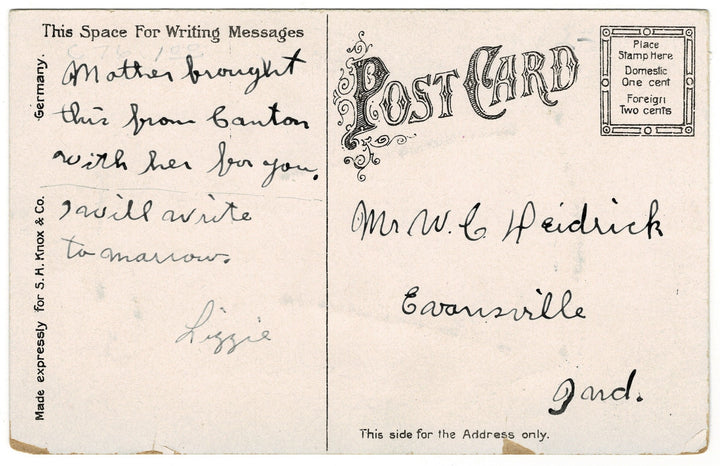 This Space For Writing Messages
Mother brought
this from Canton
with her for you.
I will write
to marrow.
Lizzie
Germany.
Made expressly for S. H. Knox & Co.
POST CARD
Place
Stamp Here
Domestic
One cent
Foreign
Two cents
Mr W. C. Heidrick
Evansville
Ind.
This side for the Address only.